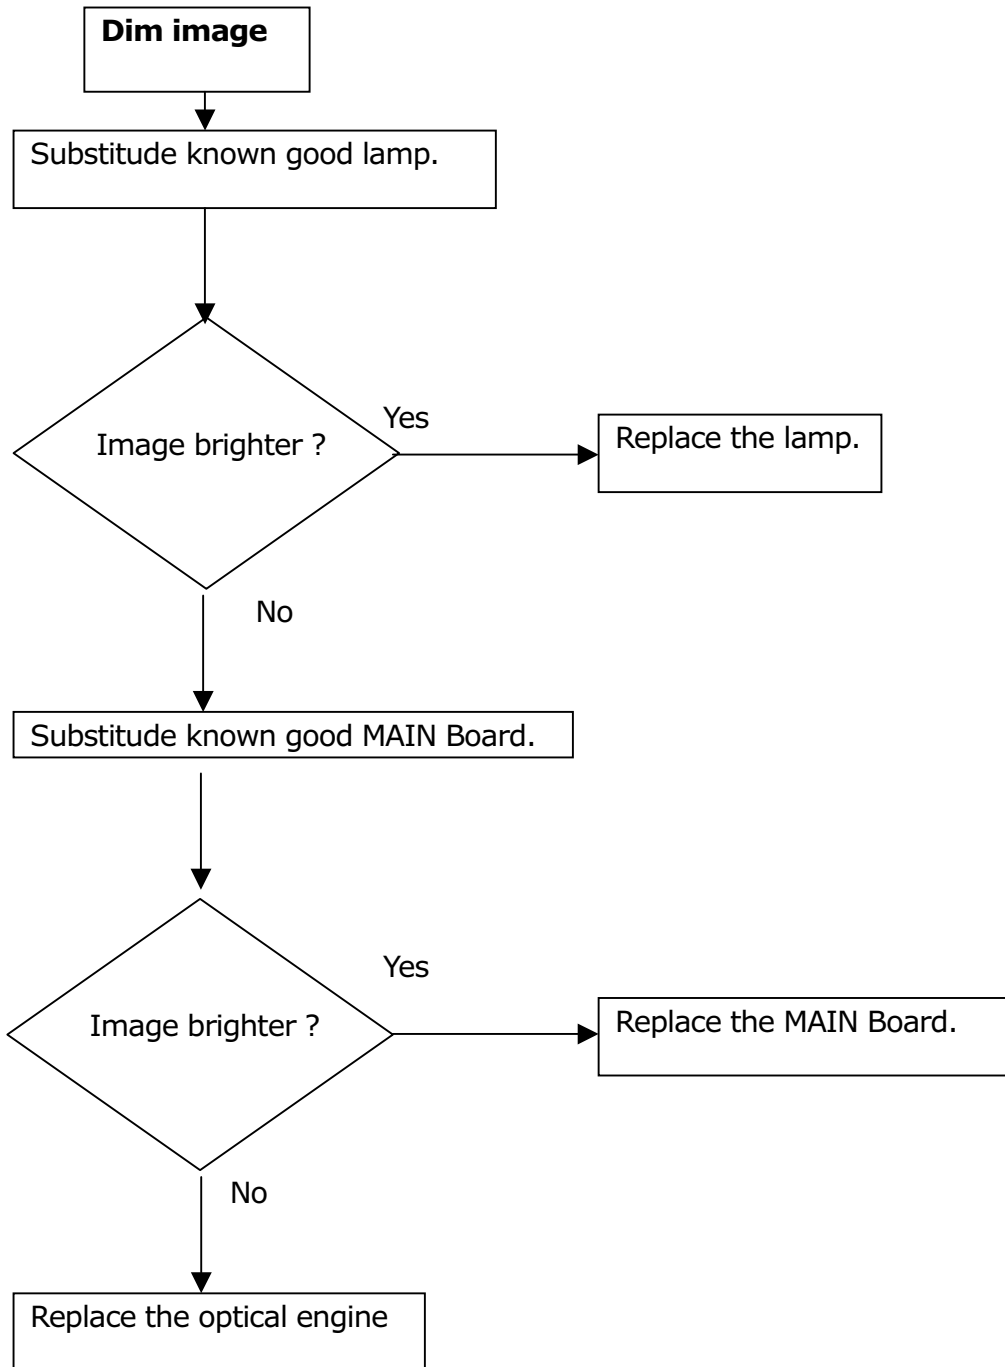 Dim image
Substitude known good lamp.
Image brighter ?
Yes
Replace the lamp.
No
Substitude known good MAIN Board.
Image brighter ?
Yes
Replace the MAIN Board.
No
Replace the optical engine